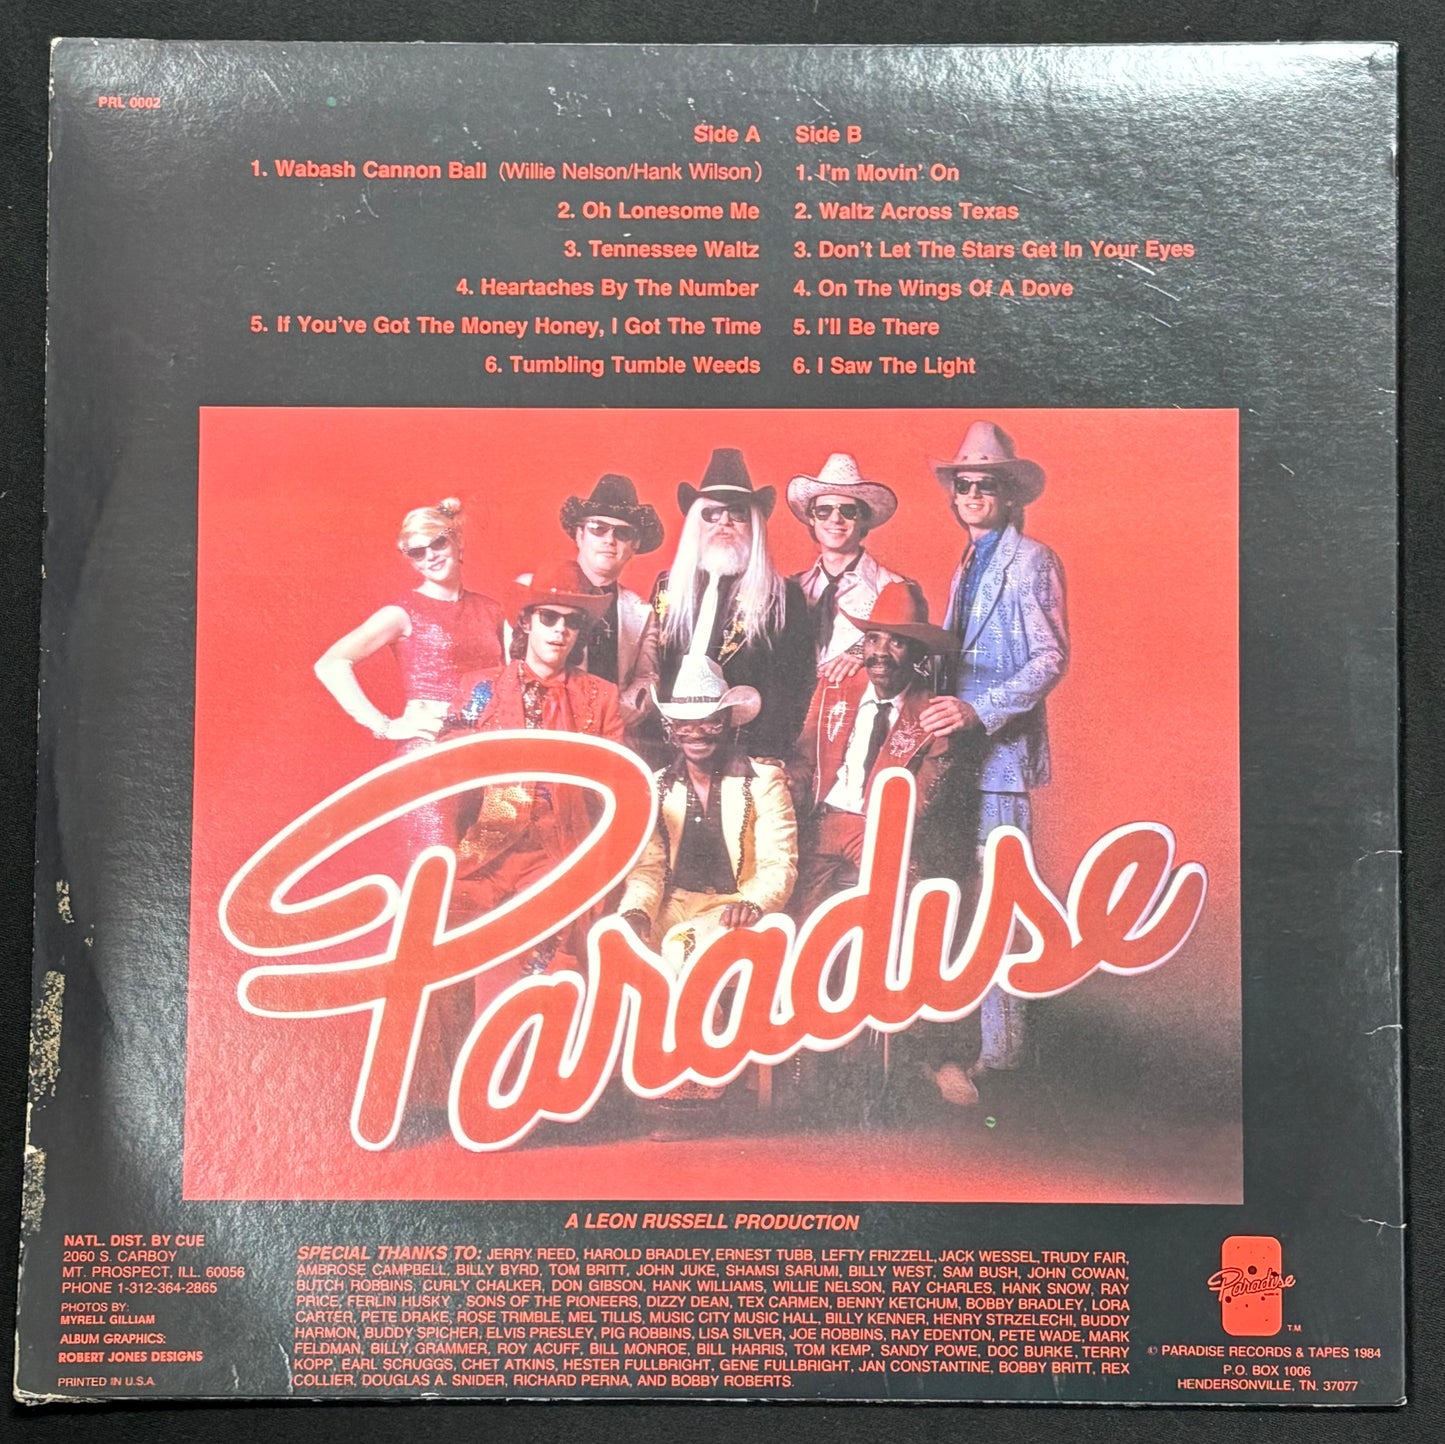 PRL 0002
Side A
1. Wabash Cannon Ball (Willie Nelson/Hank Wilson)
2. Oh Lonesome Me
3. Tennessee Waltz
4. Heartaches By The Number
5. If You've Got The Money Honey, I Got The Time
6. Tumbling Tumble Weeds
Side B
1. I'm Movin' On
2. Waltz Across Texas
3. Don't Let The Stars Get In Your Eyes
4. On The Wings Of A Dove
5. I'll Be There
6. I Saw The Light
Paradise
A LEON RUSSELL PRODUCTION
NATL. DIST. BY CUE
2060 S. CARBOY
MT. PROSPECT, ILL. 60056
PHONE 1-312-364-2865
PHOTOS BY:
MYRELL GILLIAM
ALBUM GRAPHICS:
ROBERT JONES DESIGNS
PRINTED IN U.S.A.
SPECIAL THANKS TO: JERRY REED, HAROLD BRADLEY, ERNEST TUBB, LEFTY FRIZZELL, JACK WESSEL, TRUDY FAIR,
AMBROSE CAMPBELL, BILLY BYRD, TOM BRITT, JOHN JUKE, SHAMSI SARUMI, BILLY WEST, SAM BUSH, JOHN COWAN,
BUTCH ROBBINS, CURLY CHALKER, DON GIBSON, HANK WILLIAMS, WILLIE NELSON, RAY CHARLES, HANK SNOW, RAY
PRICE, FERLIN HUSKY, SONS OF THE PIONEERS, DIZZY DEAN, TEX CARMEN, BENNY KETCHUM, BOBBY BRADLEY, LORA
CARTER, PETE DRAKE, ROSE TRIMBLE, MEL TILLIS, MUSIC CITY MUSIC HALL, BILLY KENNER, HENRY STRZELECHI, BUDDY
HARMON, BUDDY SPICHER, ELVIS PRESLEY, PIG ROBBINS, LISA SILVER, JOE ROBBINS, RAY EDENTON, PETE WADE, MARK
FELDMAN, BILLY, GRAMMER, ROY ACUFF, BILL MONROE, BILL HARRIS, TOM KEMP, SANDY POWE, DOC BURKE, TERRY
KOPP, EARL SCRUGGS, CHET ATKINS, HESTER FULLBRIGHT, GENE FULLBRIGHT, JAN CONSTANTINE, BOBBY BRITT, REX
COLLIER, DOUGLAS A. SNIDER, RICHARD PERNA, AND BOBBY ROBERTS.
Paradise
T.M.
© PARADISE RECORDS & TAPES 1984
P.O. BOX 1006
HENDERSONVILLE, TN. 37077